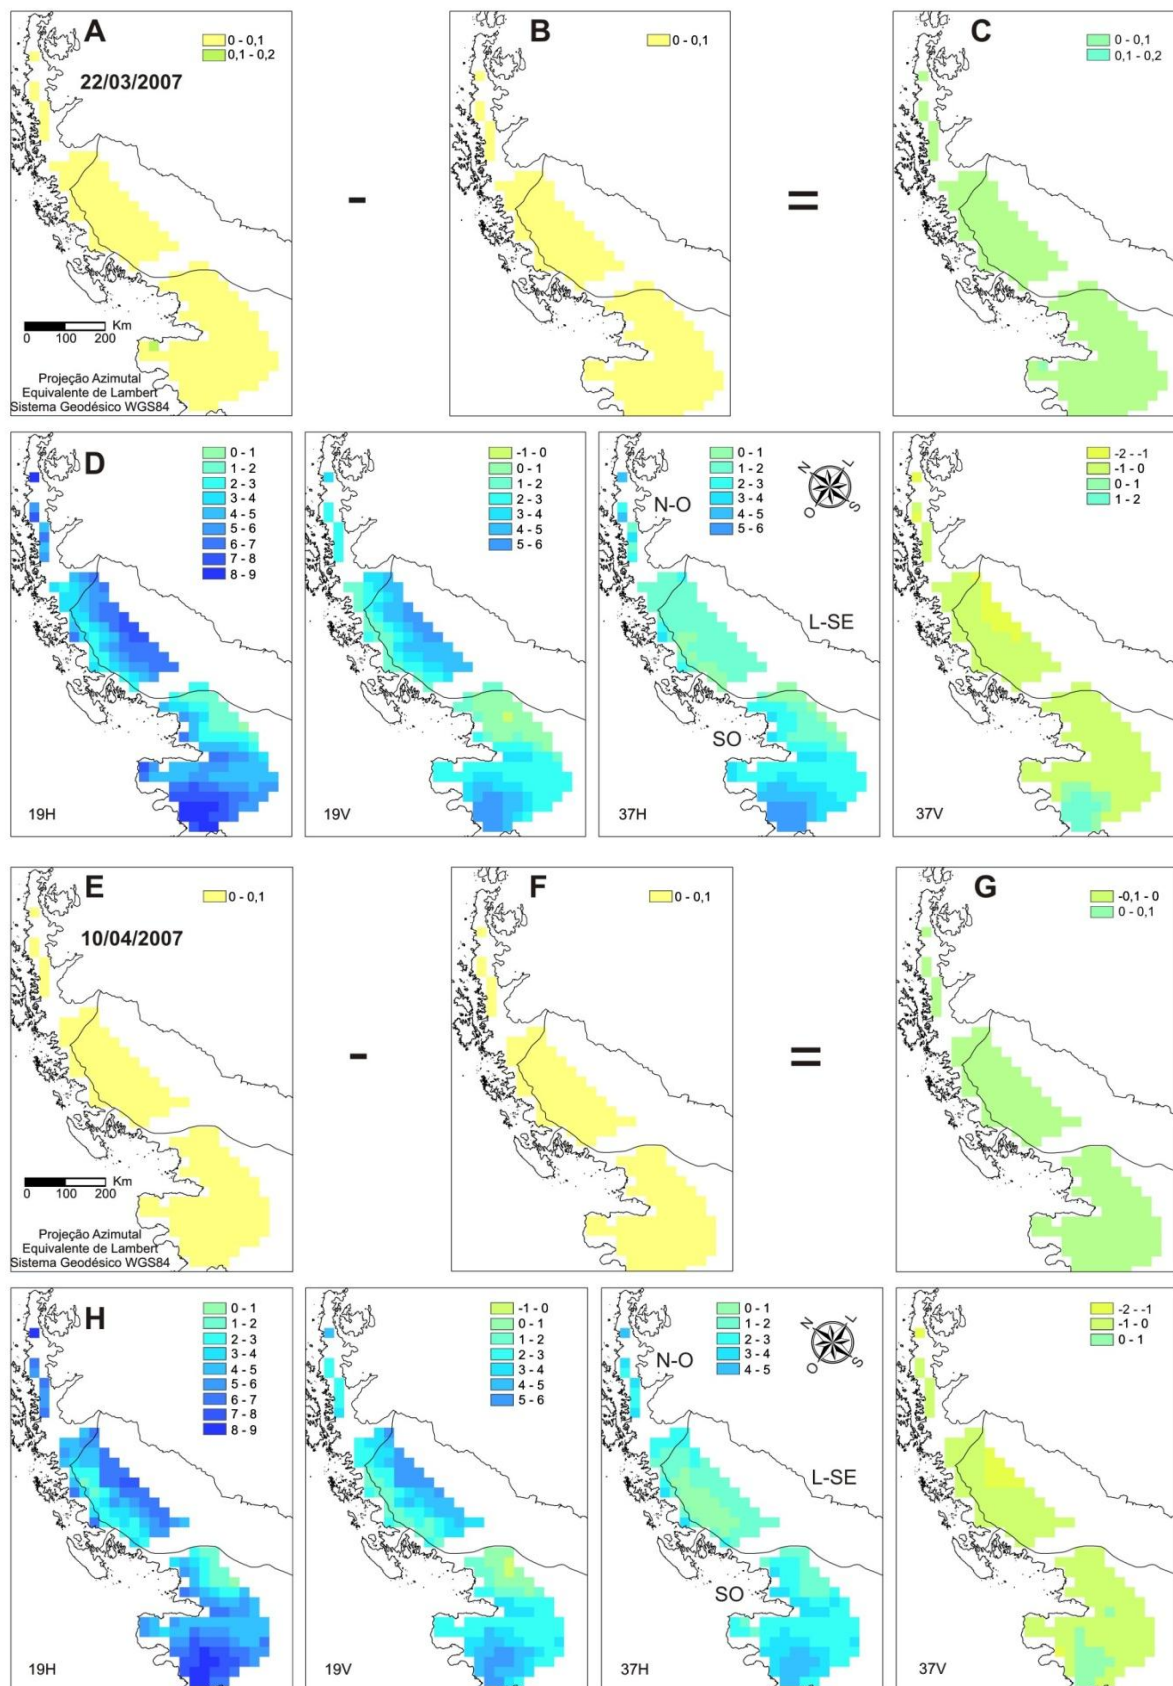 A
0 - 0,1
0,1 - 0,2
22/03/2007
Km
0 100 200
Projeção Azimutal
Equivalente de Lambert
Sistema Geodésico WGS84
-
B
0 - 0,1
=
C
0 - 0,1
0,1 - 0,2
D
0 - 1
1 - 2
2 - 3
3 - 4
4 - 5
5 - 6
6 - 7
7 - 8
8 - 9
19H
-1 - 0
0 - 1
1 - 2
2 - 3
3 - 4
4 - 5
5 - 6
19V
0 - 1
1 - 2
2 - 3
3 - 4
4 - 5
5 - 6
N L
O S
N-O
L-SE
SO
37H
-2 - -1
-1 - 0
0 - 1
1 - 2
37V
E
0 - 0,1
10/04/2007
Km
0 100 200
Projeção Azimutal
Equivalente de Lambert
Sistema Geodésico WGS84
-
F
0 - 0,1
=
G
-0,1 - 0
0 - 0,1
H
0 - 1
1 - 2
2 - 3
3 - 4
4 - 5
5 - 6
6 - 7
7 - 8
8 - 9
19H
-1 - 0
0 - 1
1 - 2
2 - 3
3 - 4
4 - 5
5 - 6
19V
0 - 1
1 - 2
2 - 3
3 - 4
4 - 5
N L
O S
N-O
L-SE
SO
37H
-2 - -1
-1 - 0
0 - 1
37V